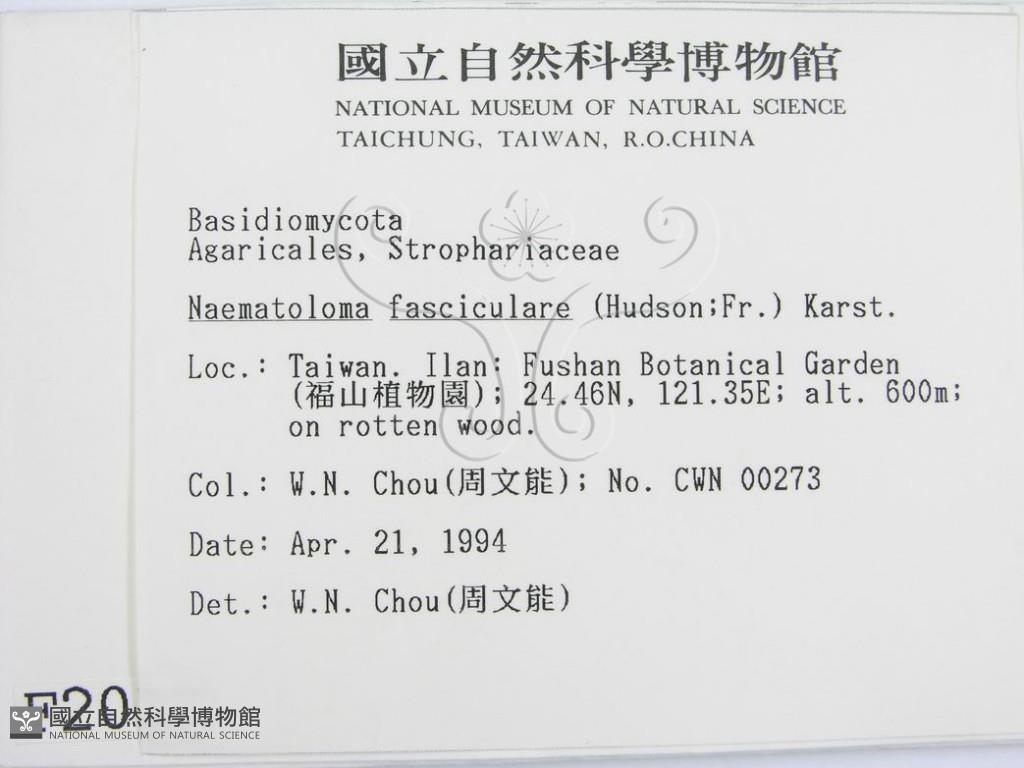 國立自然科學博物館
NATIONAL MUSEUM OF NATURAL SCIENCE
TAICHUNG, TAIWAN, R.O.CHINA
Basidiomycota
Agaricales, Strophariaceae
Naematoloma fasciculare (Hudson;Fr.) Karst.
Loc.: Taiwan. Ilan: Fushan Botanical Garden
(福山植物園); 24.46N, 121.35E; alt. 600m;
on rotten wood.
Col.: W.N. Chou(周文能); No. CWN 00273
Date: Apr. 21, 1994
Det.: W.N. Chou(周文能)
F20
國立自然科學博物館
NATIONAL MUSEUM OF NATURAL SCIENCE